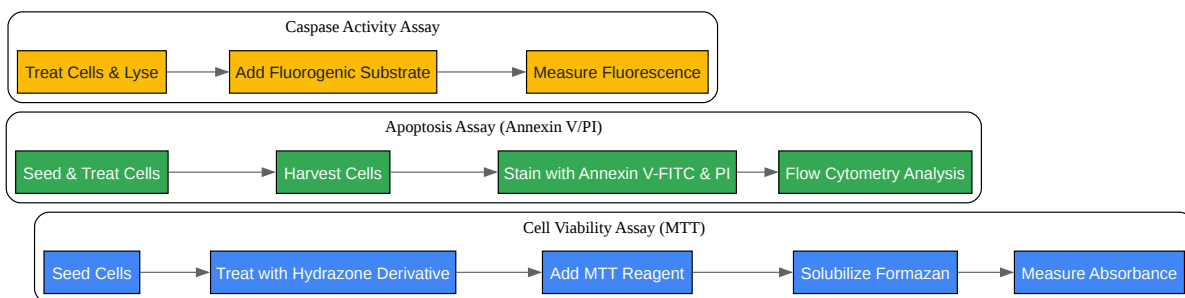 Caspase Activity Assay
Treat Cells & Lyse
Add Fluorogenic Substrate
Measure Fluorescence
Apoptosis Assay (Annexin V/PI)
Seed & Treat Cells
Harvest Cells
Stain with Annexin V-FITC & PI
Flow Cytometry Analysis
Cell Viability Assay (MTT)
Seed Cells
Treat with Hydrazone Derivative
Add MTT Reagent
Solubilize Formazan
Measure Absorbance